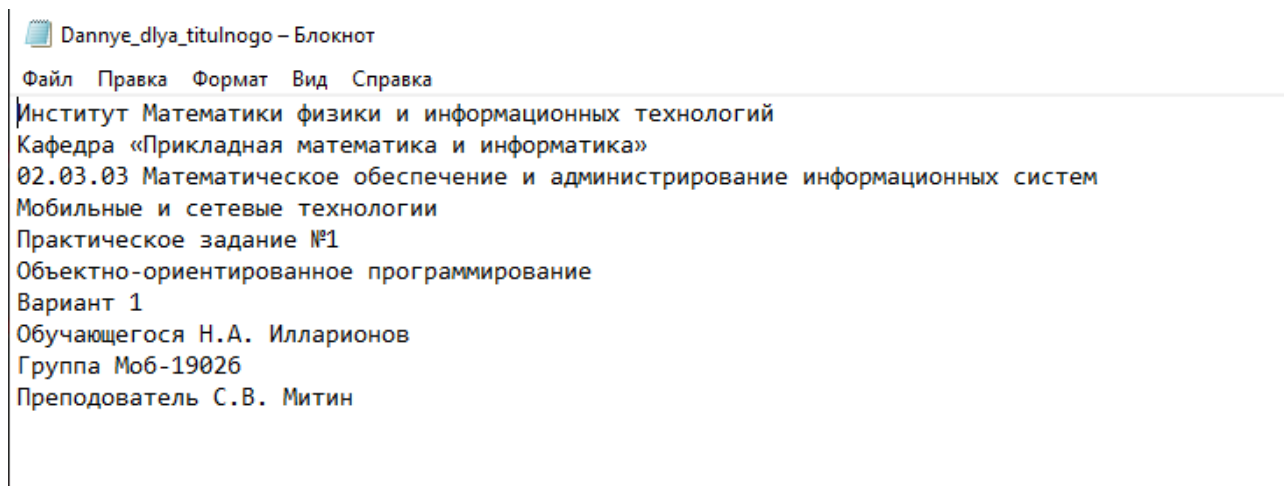 Dannye_dlya_titulnogo – Блокнот
Файл Правка Формат Вид Справка
Институт Математики физики и информационных технологий
Кафедра «Прикладная математика и информатика»
02.03.03 Математическое обеспечение и администрирование информационных систем
Мобильные и сетевые технологии
Практическое задание №1
Объектно-ориентированное программирование
Вариант 1
Обучающегося Н.А. Илларионов
Группа Моб-1902б
Преподователь С.В. Митин